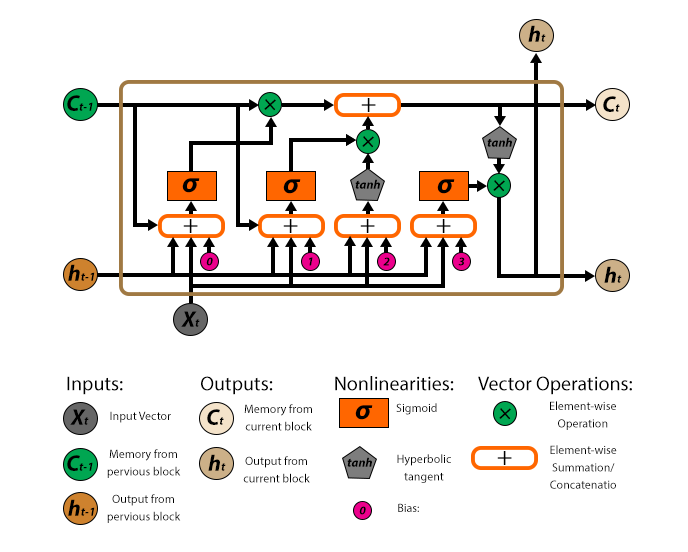 ht
Ct-1
×
+
Ct
×
tanh
σ
σ
tanh
σ
×
+
+
+
+
ht-1
0
1
2
3
ht
Xt
Inputs:
Outputs:
Nonlinearities:
Vector Operations:
Xt
Input Vector
Ct
Memory from
current block
σ
Sigmoid
×
Element-wise
Operation
Ct-1
Memory from
pervious block
ht
Output from
current block
tanh
Hyperbolic
tangent
+
Element-wise
Summation/
Concatenatio
ht-1
Output from
pervious block
0
Bias: